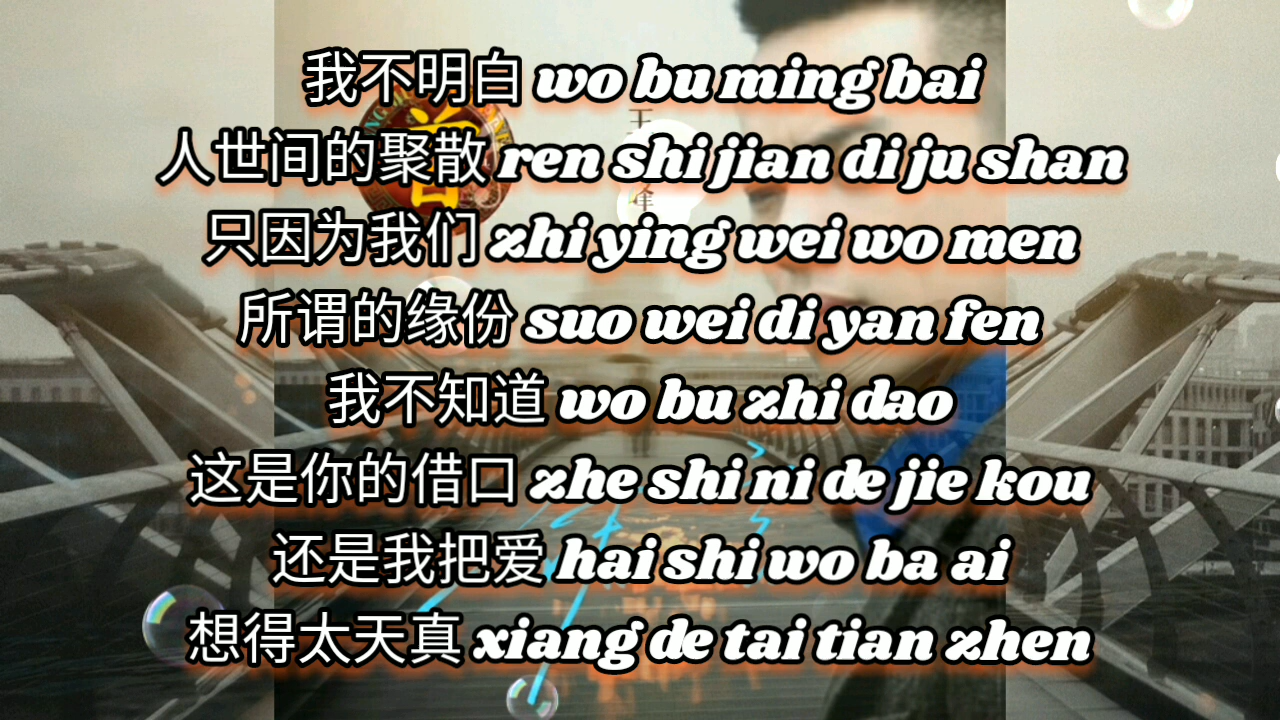 我不明白 wo bu ming bai
人世间的聚散 ren shi jian di ju shan
只因为我们 zhi ying wei wo men
所谓的缘份 suo wei di yan fen
我不知道 wo bu zhi dao
这是你的借口 zhe shi ni de jie kou
还是我把爱 hai shi wo ba ai
想得太天真 xiang de tai tian zhen